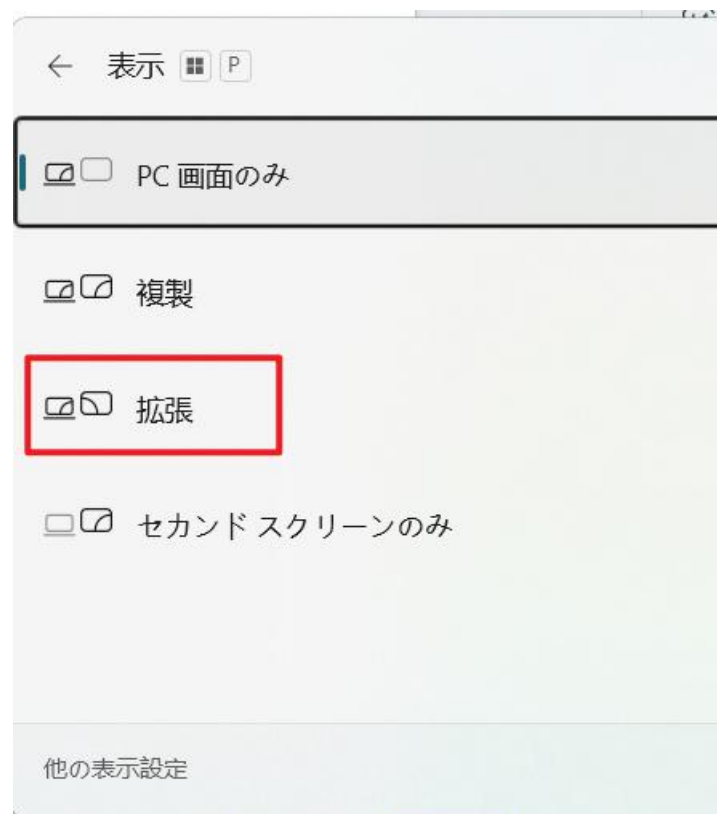 表示 P
PC 画面のみ
複製
拡張
セカンド スクリーンのみ
他の表示設定